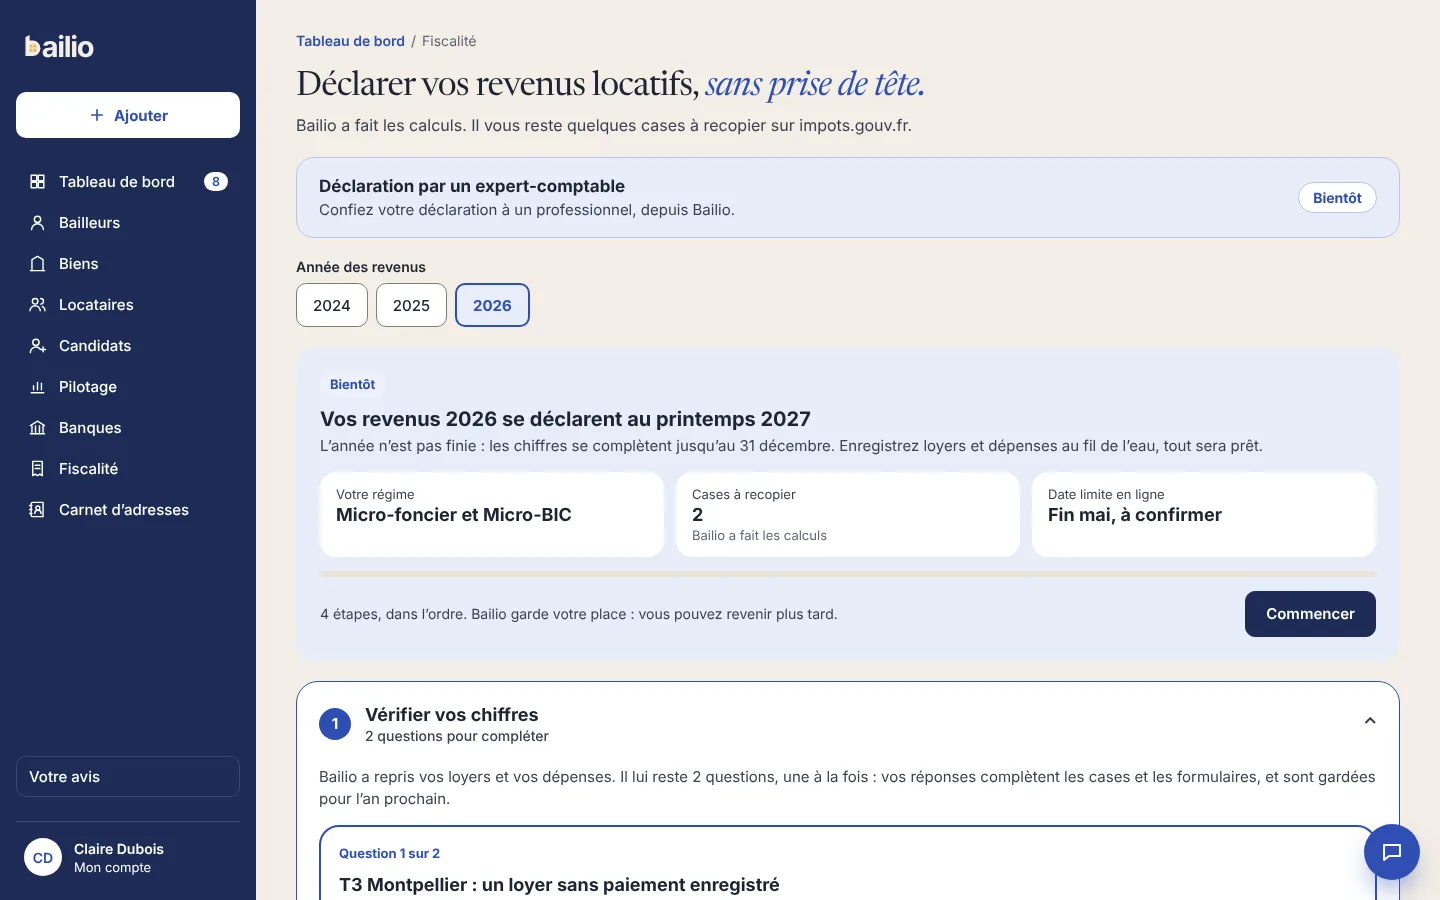 bailio
Ajouter
Tableau de bord 8
Bailleurs
Biens
Locataires
Candidats
Pilotage
Banques
Fiscalité
Carnet d’adresses
Votre avis
CD
Claire Dubois
Mon compte
Tableau de bord / Fiscalité
Déclarer vos revenus locatifs, sans prise de tête.
Bailio a fait les calculs. Il vous reste quelques cases à recopier sur impots.gouv.fr.
Déclaration par un expert-comptable
Confiez votre déclaration à un professionnel, depuis Bailio.
Bientôt
Année des revenus
2024 2025 2026
Bientôt
Vos revenus 2026 se déclarent au printemps 2027
L’année n’est pas finie : les chiffres se complètent jusqu’au 31 décembre. Enregistrez loyers et dépenses au fil de l’eau, tout sera prêt.
Votre régime
Micro-foncier et Micro-BIC
Cases à recopier
2
Bailio a fait les calculs
Date limite en ligne
Fin mai, à confirmer
4 étapes, dans l’ordre. Bailio garde votre place : vous pouvez revenir plus tard.
Commencer
1
Vérifier vos chiffres
2 questions pour compléter
Bailio a repris vos loyers et vos dépenses. Il lui reste 2 questions, une à la fois : vos réponses complètent les cases et les formulaires, et sont gardées
pour l’an prochain.
Question 1 sur 2
T3 Montpellier : un loyer sans paiement enregistré